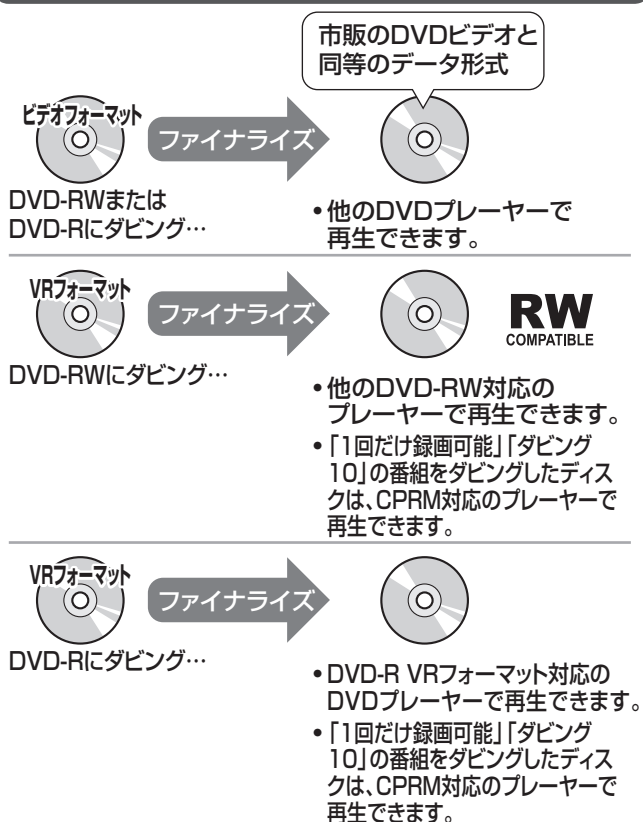 市販のDVDビデオと
同等のデータ形式
ビデオフォーマット
ファイナライズ
DVD-RWまたは
DVD-Rにダビング…
•他のDVDプレーヤーで
再生できます。
VRフォーマット
ファイナライズ
RW
COMPATIBLE
DVD-RWにダビング…
•他のDVD-RW対応の
プレーヤーで再生できます。
•「1回だけ録画可能」「ダビング
10」の番組をダビングしたディス
クは、CPRM対応のプレーヤーで
再生できます。
VRフォーマット
ファイナライズ
DVD-Rにダビング…
•DVD-R VRフォーマット対応の
DVDプレーヤーで再生できます。
•「1回だけ録画可能」「ダビング
10」の番組をダビングしたディス
クは、CPRM対応のプレーヤーで
再生できます。